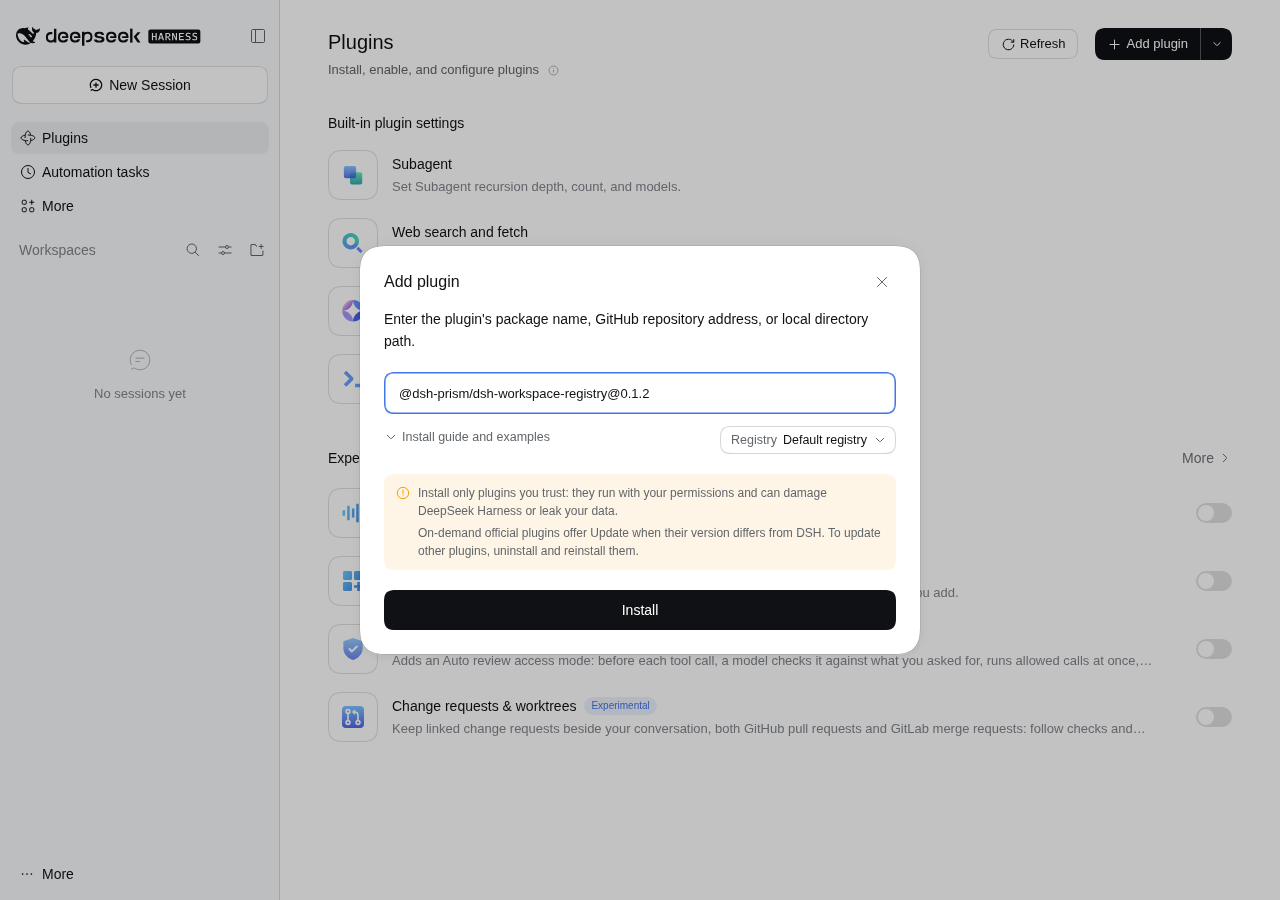 deepseek HARNESS
New Session
Plugins
Automation tasks
More
Workspaces
No sessions yet
More
Plugins
Install, enable, and configure plugins
Refresh
Add plugin
Built-in plugin settings
Subagent
Set Subagent recursion depth, count, and models.
Web search and fetch
Add plugin
Enter the plugin's package name, GitHub repository address, or local directory
path.
@dsh-prism/dsh-workspace-registry@0.1.2
Install guide and examples
Registry Default registry
Install only plugins you trust: they run with your permissions and can damage
DeepSeek Harness or leak your data.
On-demand official plugins offer Update when their version differs from DSH. To update
other plugins, uninstall and reinstall them.
Install
Expe
More
ou add.
Adds an Auto review access mode: before each tool call, a model checks it against what you asked for, runs allowed calls at once,…
Change requests & worktrees Experimental
Keep linked change requests beside your conversation, both GitHub pull requests and GitLab merge requests: follow checks and…